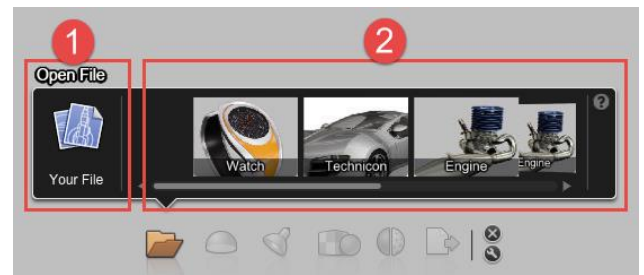 1
2
Open File
Your File
Watch
Technicon
Engine
Engine
?